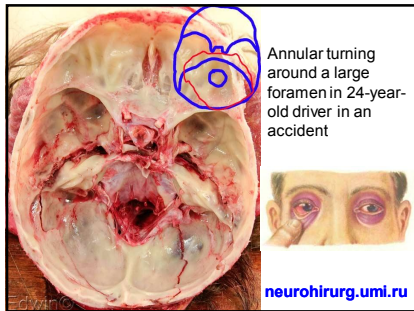 Annular turning
around a large
foramen in 24-year-
old driver in an
accident
neurohirurg.umi.ru
Edwin©